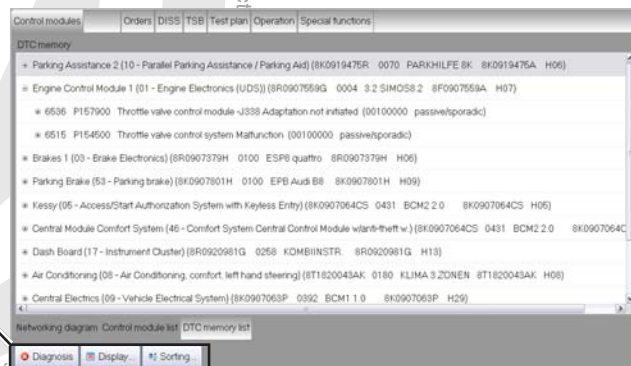 Control modules Orders DISS TSB Test plan Operation Special functions
DTC memory
Parking Assistance 2 (10 - Parallel Parking Assistance / Parking Aid) (8K0919475R 0070 PARKHILFE 8K 8K0919475A H06)
Engine Control Module 1 (01 - Engine Electronics (UDS)) (8R0907559G 0004 3.2 SIMOS8.2 8F0907559A H07)
6536 P157900 Throttle valve control module -J338 Adaptation not initiated (00100000 passive/sporadic)
6515 P154500 Throttle valve control system Malfunction (00100000 passive/sporadic)
Brakes 1 (03 - Brake Electronics) (8R0907379H 0100 ESP8 quattro 8R0907379H H06)
Parking Brake (53 - Parking brake) (8K0907801H 0100 EPB Audi B8 8K0907801H H09)
Kessy (05 - Access/Start Authorization System with Keyless Entry) (8K0907064CS 0431 BCM2 2.0 8K0907064CS H05)
Central Module Comfort System (46 - Comfort System Central Control Module w/anti-theft w.) (8K0907064CS 0431 BCM2 2.0 8K0907064C
Dash Board (17 - Instrument Cluster) (8R0920981G 0258 KOMBIINSTR. 8R0920981G H13)
Air Conditioning (08 - Air Conditioning, comfort. left hand steering) (8T1820043AK 0180 KLIMA 3 ZONEN 8T1820043AK H08)
Central Electrics (09 - Vehicle Electrical System) (8K0907063P 0392 BCM1 1.0 8K0907063P H29)
Networking diagram Control module list DTC memory list
Diagnosis Display... Sorting...